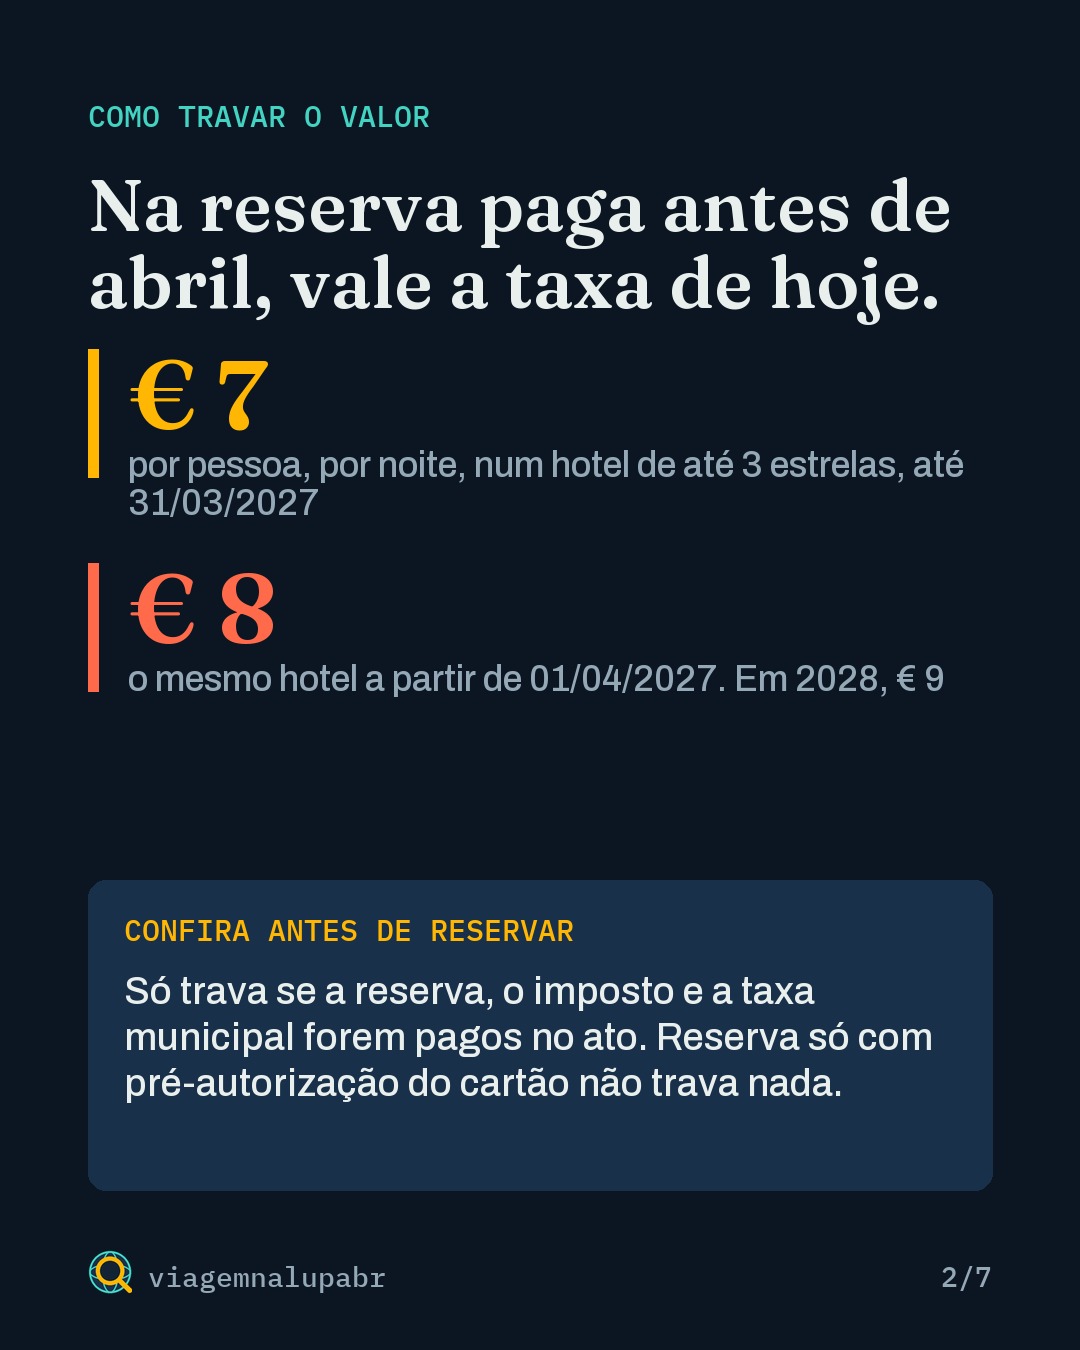 COMO TRAVAR O VALOR
Na reserva paga antes de
abril, vale a taxa de hoje.
€ 7
por pessoa, por noite, num hotel de até 3 estrelas, até
31/03/2027
€ 8
o mesmo hotel a partir de 01/04/2027. Em 2028, € 9
CONFIRA ANTES DE RESERVAR
Só trava se a reserva, o imposto e a taxa
municipal forem pagos no ato. Reserva só com
pré-autorização do cartão não trava nada.
viagemnalupabr
2/7